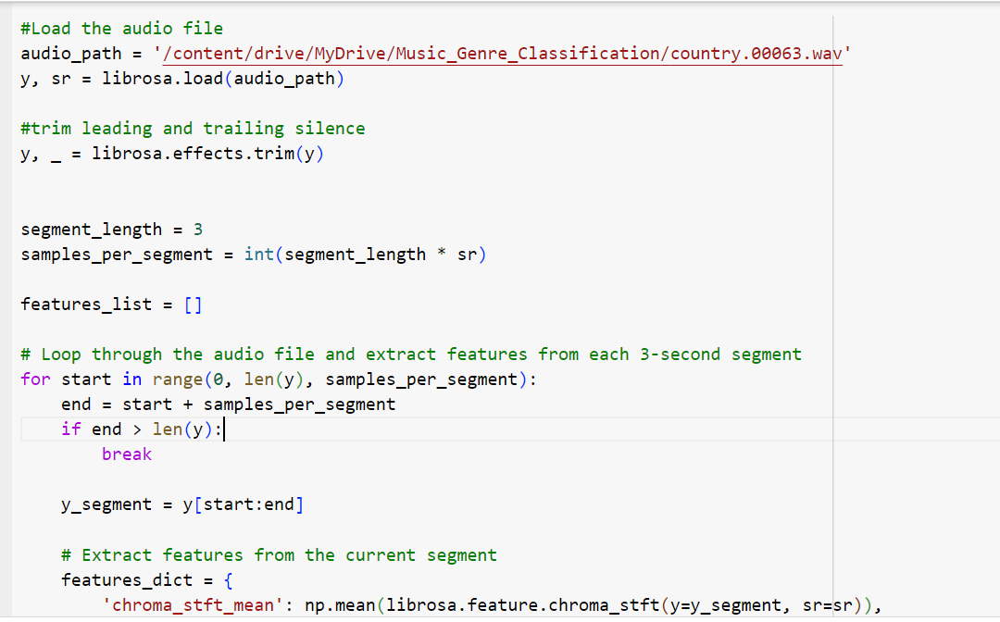 #Load the audio file
audio_path = '/content/drive/MyDrive/Music_Genre_Classification/country.00063.wav'
y, sr = librosa.load(audio_path)
#trim leading and trailing silence
y, _ = librosa.effects.trim(y)
segment_length = 3
samples_per_segment = int(segment_length * sr)
features_list = []
# Loop through the audio file and extract features from each 3-second segment
for start in range(0, len(y), samples_per_segment):
    end = start + samples_per_segment
    if end > len(y):
        break
    y_segment = y[start:end]
    # Extract features from the current segment
    features_dict = {
        'chroma_stft_mean': np.mean(librosa.feature.chroma_stft(y=y_segment, sr=sr)),